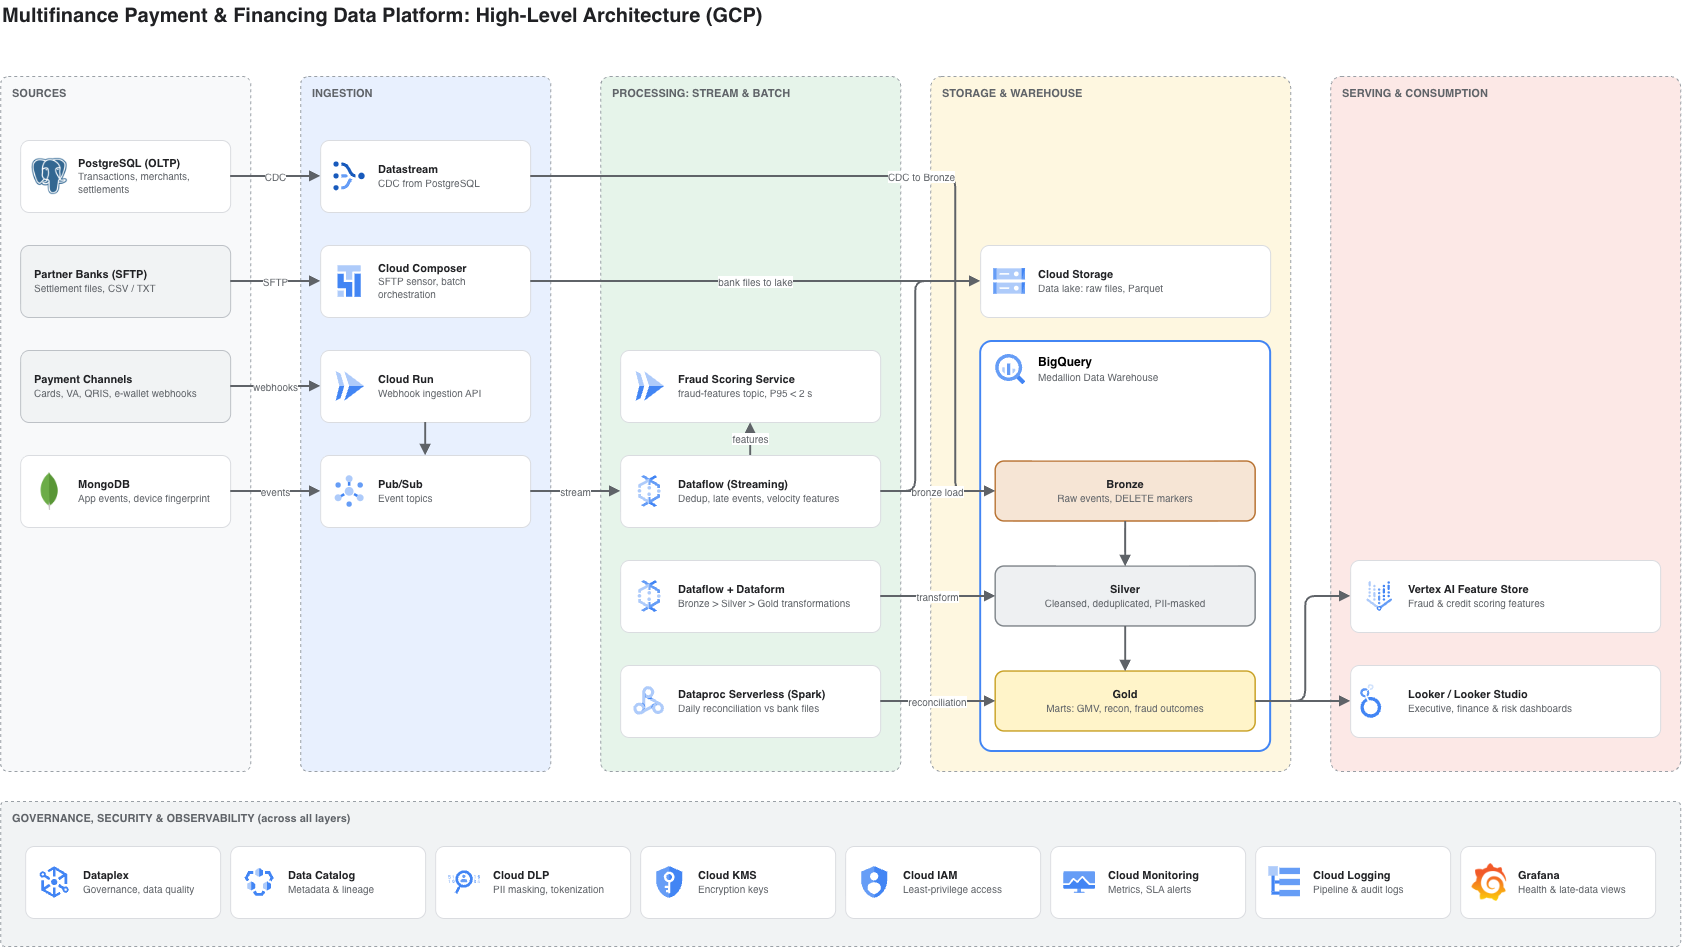 Multifinance Payment & Financing Data Platform: High-Level Architecture (GCP)
SOURCES
PostgreSQL (OLTP)
Transactions, merchants,
settlements
Partner Banks (SFTP)
Settlement files, CSV / TXT
Payment Channels
Cards, VA, QRIS, e-wallet webhooks
MongoDB
App events, device fingerprint
CDC
SFTP
webhooks
events
INGESTION
Datastream
CDC from PostgreSQL
Cloud Composer
SFTP sensor, batch
orchestration
Cloud Run
Webhook ingestion API
Pub/Sub
Event topics
stream
PROCESSING: STREAM & BATCH
CDC to Bronze
bank files to lake
Fraud Scoring Service
fraud-features topic, P95 < 2 s
features
Dataflow (Streaming)
Dedup, late events, velocity features
Dataflow + Dataform
Bronze > Silver > Gold transformations
Dataproc Serverless (Spark)
Daily reconciliation vs bank files
bronze load
transform
reconciliation
STORAGE & WAREHOUSE
Cloud Storage
Data lake: raw files, Parquet
BigQuery
Medallion Data Warehouse
Bronze
Raw events, DELETE markers
Silver
Cleansed, deduplicated, PII-masked
Gold
Marts: GMV, recon, fraud outcomes
SERVING & CONSUMPTION
Vertex AI Feature Store
Fraud & credit scoring features
Looker / Looker Studio
Executive, finance & risk dashboards
GOVERNANCE, SECURITY & OBSERVABILITY (across all layers)
Dataplex
Governance, data quality
Data Catalog
Metadata & lineage
Cloud DLP
PII masking, tokenization
Cloud KMS
Encryption keys
Cloud IAM
Least-privilege access
Cloud Monitoring
Metrics, SLA alerts
Cloud Logging
Pipeline & audit logs
Grafana
Health & late-data views